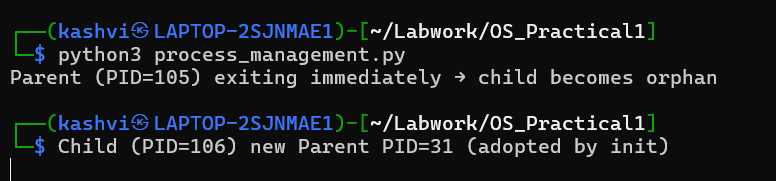 ┌──(kashvi㉿LAPTOP-2SJNMAE1)-[~/Labwork/OS_Practical1]
└─$ python3 process_management.py
Parent (PID=105) exiting immediately → child becomes orphan
┌──(kashvi㉿LAPTOP-2SJNMAE1)-[~/Labwork/OS_Practical1]
└─$ Child (PID=106) new Parent PID=31 (adopted by init)